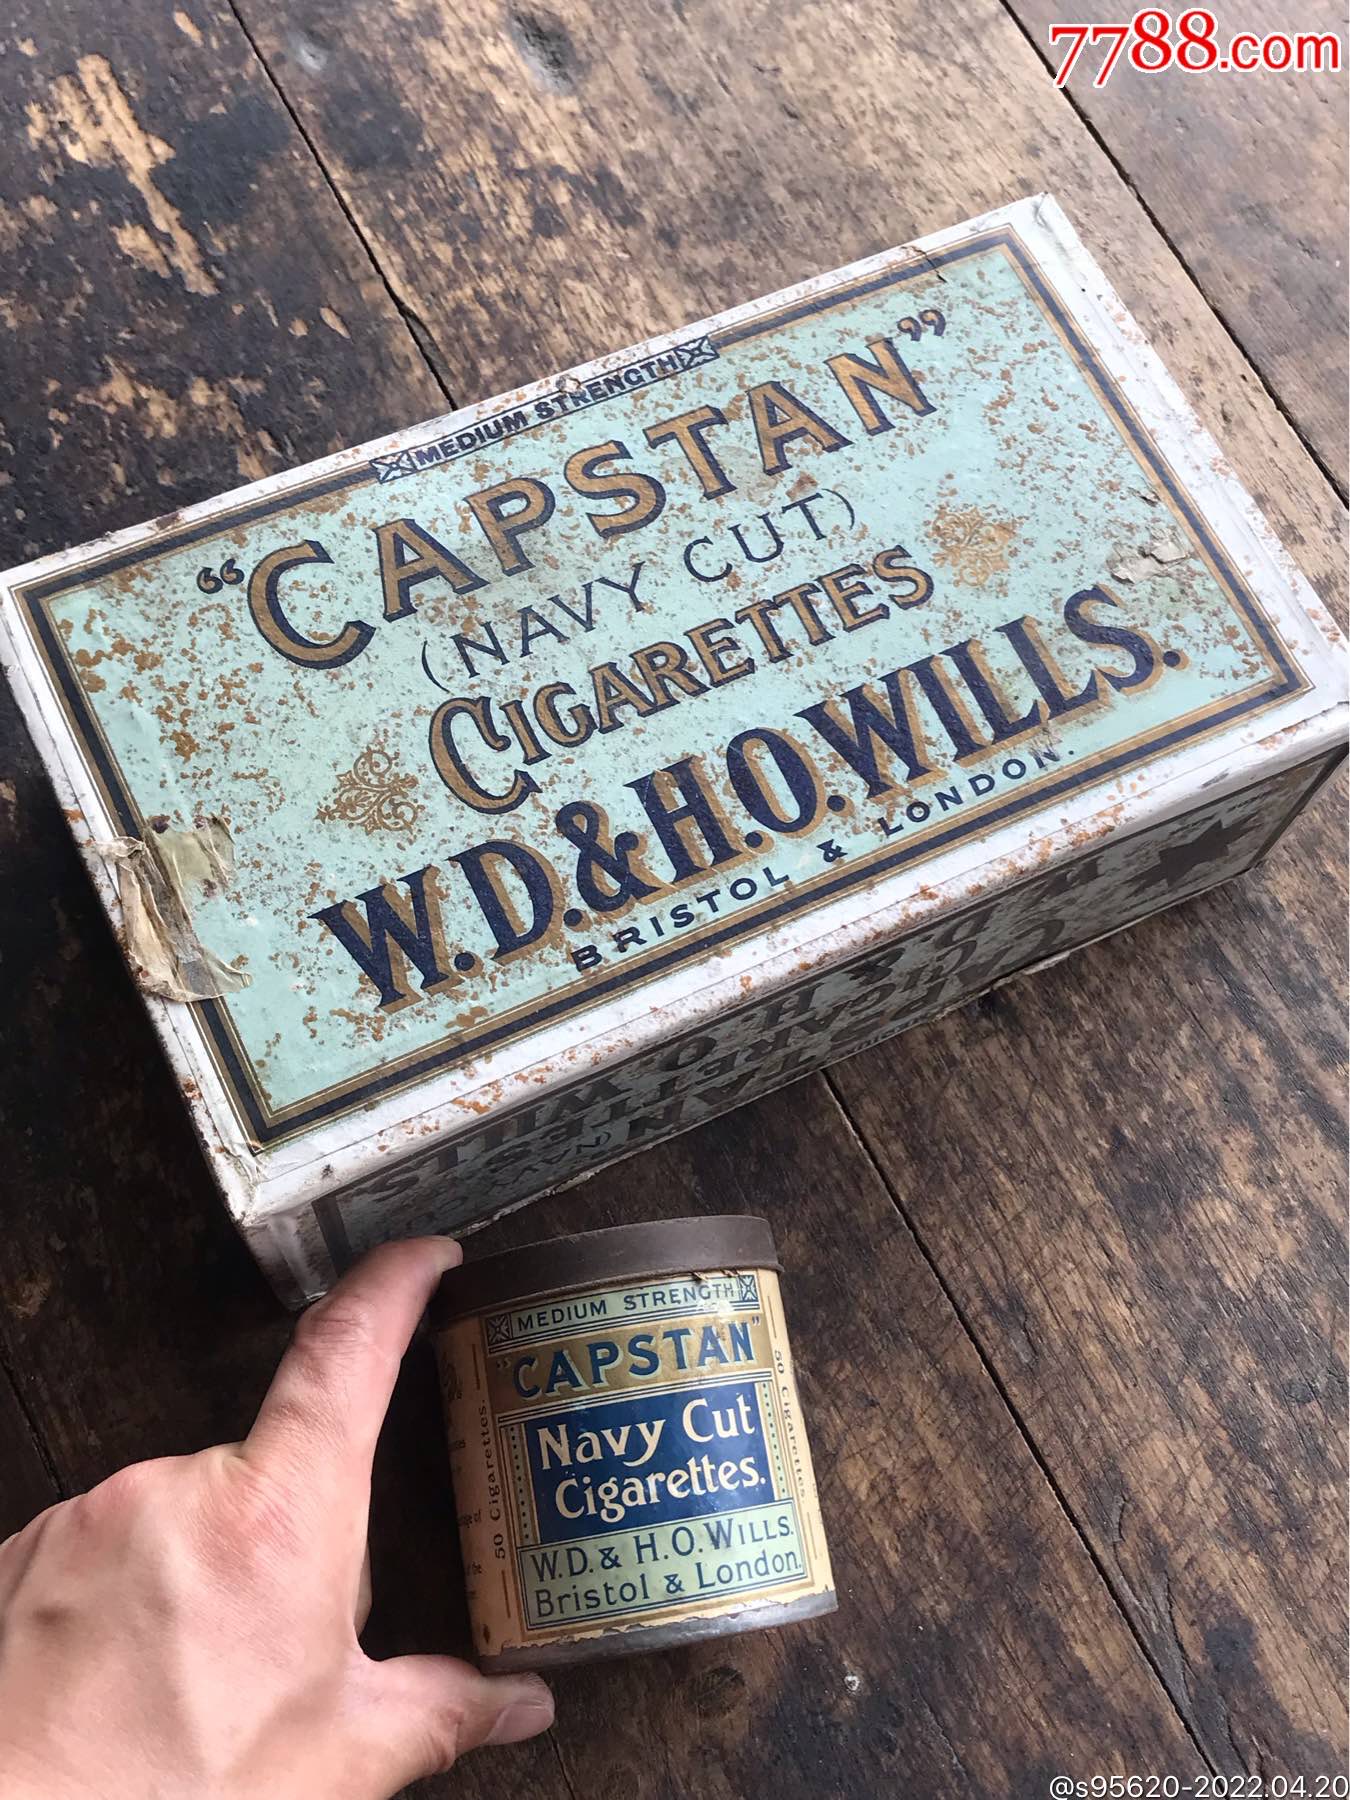 7788.com
MEDIUM STRENGTH
“CAPSTAN”
(NAVY CUT)
CIGARETTES
W.D.&H.O.WILLS.
BRISTOL & LONDON.
MEDIUM STRENGTH
"CAPSTAN"
Navy Cut
Cigarettes.
W.D.& H.O.WILLS.
Bristol & London.
50 Cigarettes.
50 Cigarettes.
@s95620-2022.04.20